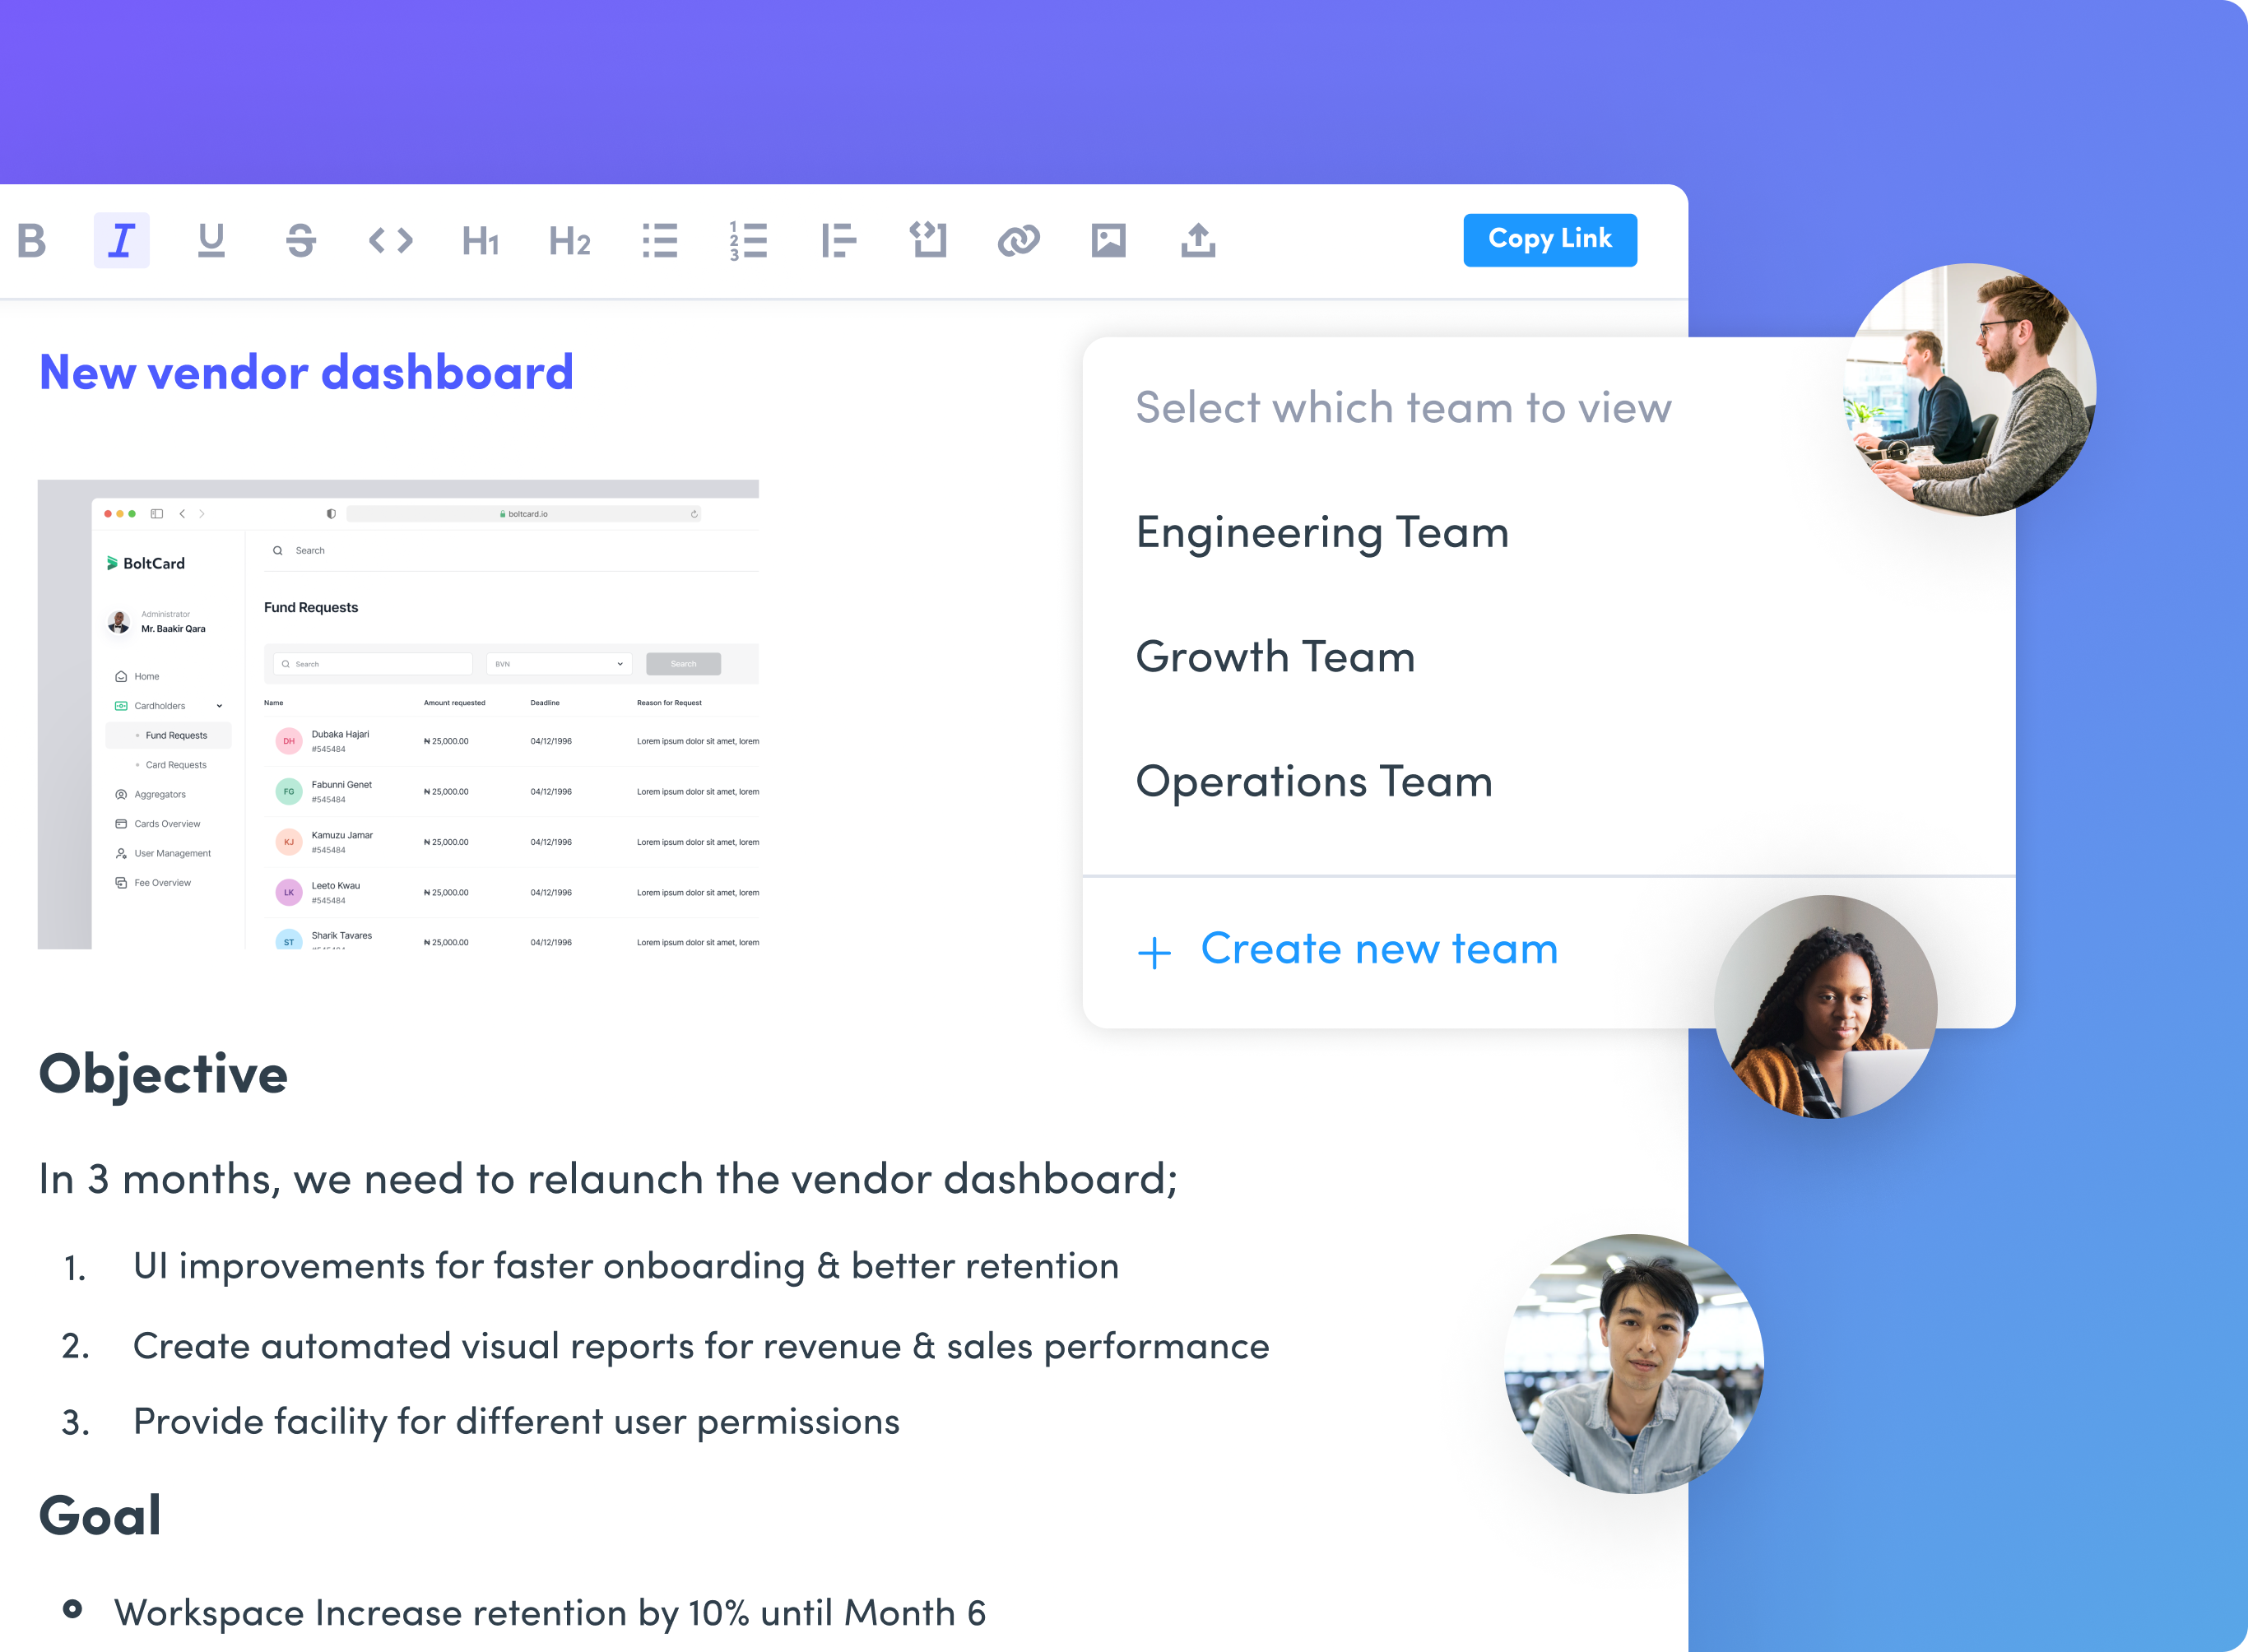 B I U S <> H1 H2
1
2
3
Copy Link
New vendor dashboard
boltcard.io
BoltCard
Search
Administrator
Mr. Baakir Qara
Fund Requests
Search BVN Search
Home
Cardholders
Fund Requests
Card Requests
Aggregators
Cards Overview
User Management
Fee Overview
Name Amount requested Deadline Reason for Request
DH Dubaka Hajari ₦ 25,000.00 04/12/1996 Lorem ipsum dolor sit amet, lorem
#545484
FG Fabunni Genet ₦ 25,000.00 04/12/1996 Lorem ipsum dolor sit amet, lorem
#545484
KJ Kamuzu Jamar ₦ 25,000.00 04/12/1996 Lorem ipsum dolor sit amet, lorem
#545484
LK Leeto Kwau ₦ 25,000.00 04/12/1996 Lorem ipsum dolor sit amet, lorem
#545484
ST Sharik Tavares ₦ 25,000.00 04/12/1996 Lorem ipsum dolor sit amet, lorem
Select which team to view
Engineering Team
Growth Team
Operations Team
+ Create new team
Objective
In 3 months, we need to relaunch the vendor dashboard;
1. UI improvements for faster onboarding & better retention
2. Create automated visual reports for revenue & sales performance
3. Provide facility for different user permissions
Goal
Workspace Increase retention by 10% until Month 6